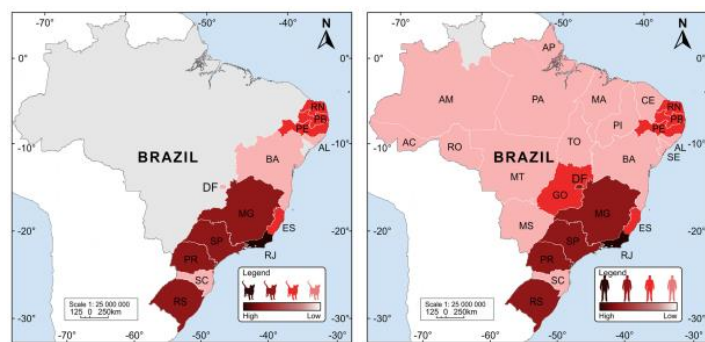 -70° -60° -50° -40° N
0°
RN
PB
PE
-10°
AL
BA
BRAZIL
DF
MG
-20°
ES
SP
RJ
PR
SC
Legend
High Low
RS
Scale 1: 25 000 000
125 0 250km
-30°
-70° -60° -50° -40° -30°
-70° -60° -50° -40° N
AP
0° 0°
AM PA MA CE
RN
PB
PI PE
AC TO AL
-10° -10°
RO SE
BRAZIL BA
MT
DF
GO
MG
MS
-20° -20°
ES
SP
RJ
PR
SC
Legend
High Low
RS
Scale 1: 25 000 000
125 0 250km
-30° -30°
-70° -60° -50° -40° -30°